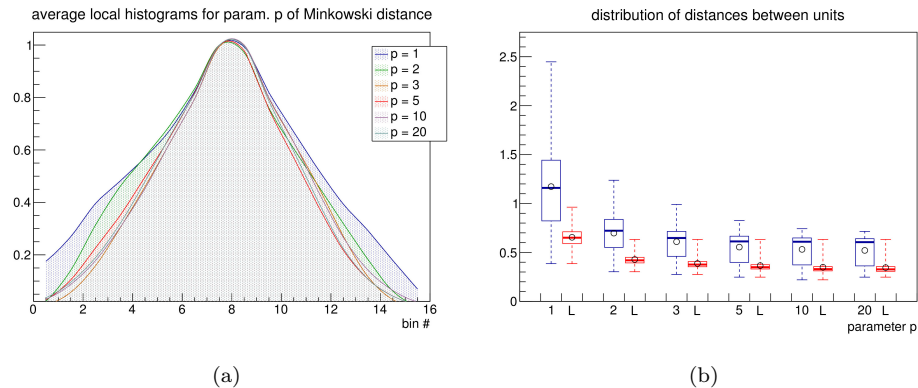 average local histograms for param. p of Minkowski distance
1
0.8
0.6
0.4
0.2
0 2 4 6 8 10 12 14 16
bin #
p = 1
p = 2
p = 3
p = 5
p = 10
p = 20
(a)
distribution of distances between units
2.5
2
1.5
1
0.5
0
1 L 2 L 3 L 5 L 10 L 20 L
parameter p
(b)